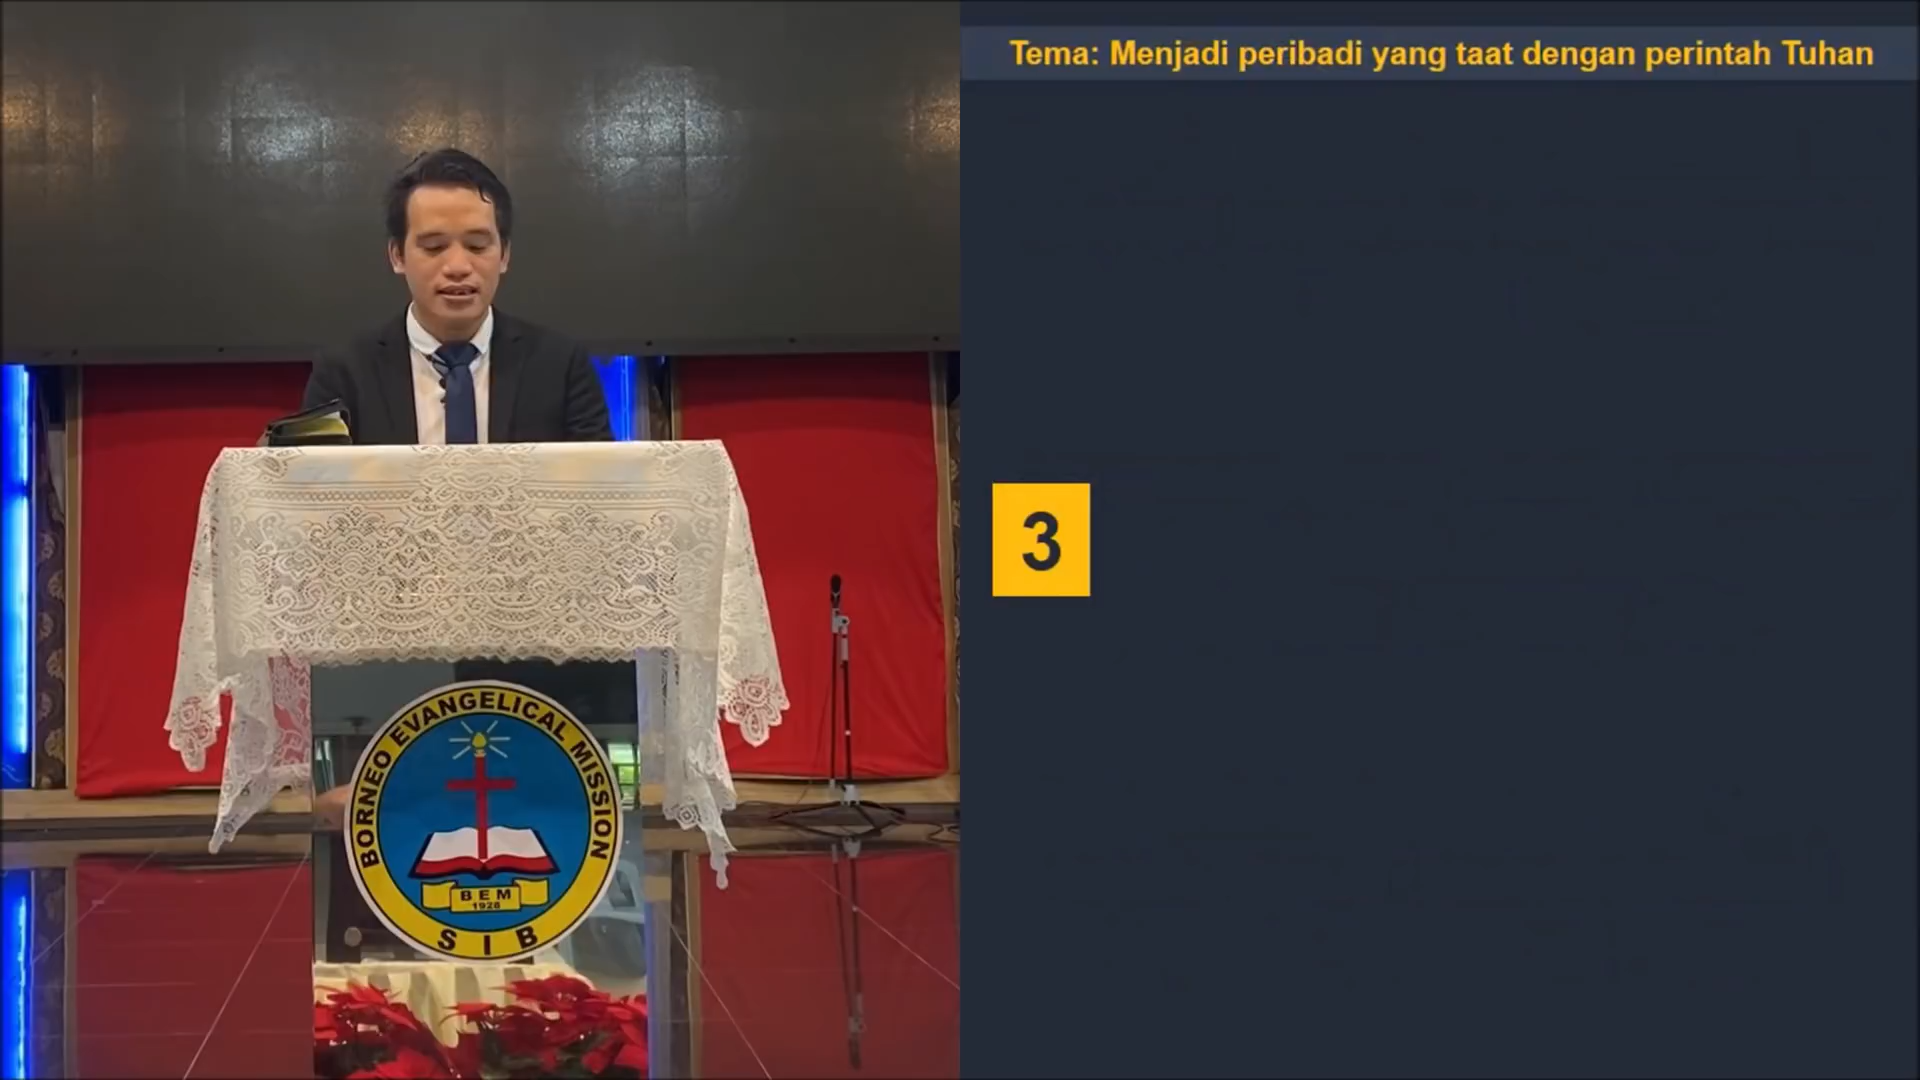 Tema: Menjadi peribadi yang taat dengan perintah Tuhan
3
BORNEO EVANGELICAL MISSION
BEM
1928
SIB